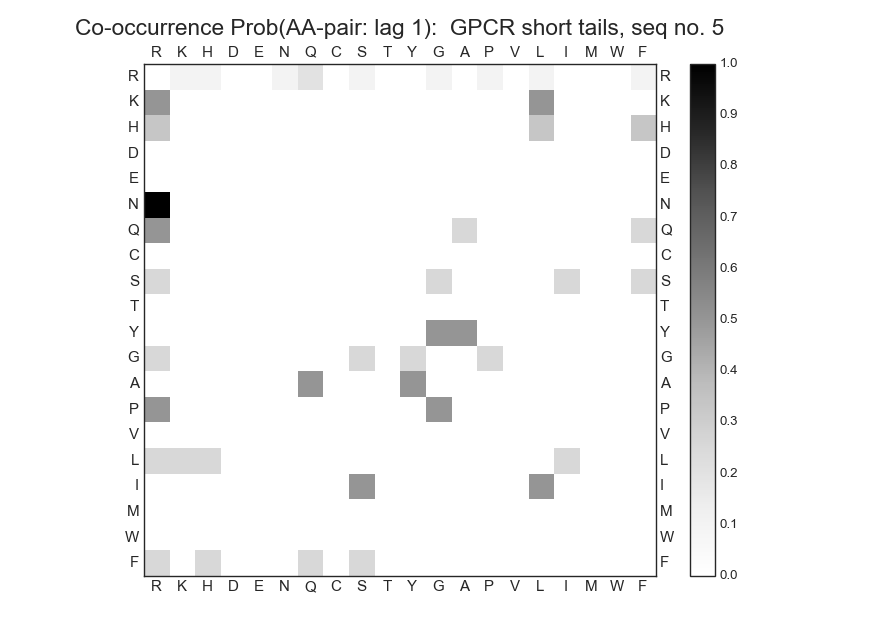 Co-occurrence Prob(AA-pair: lag 1):  GPCR short tails, seq no. 5
R K H D E N Q C S T Y G A P V L I M W F
R R 1.0
K K 0.9
H H
D D 0.8
E E
N N 0.7
Q Q
C C 0.6
S S
T T 0.5
Y Y
G G 0.4
A A
P P 0.3
V V
L L 0.2
I I
M M 0.1
W W
F F 0.0
R K H D E N Q C S T Y G A P V L I M W F